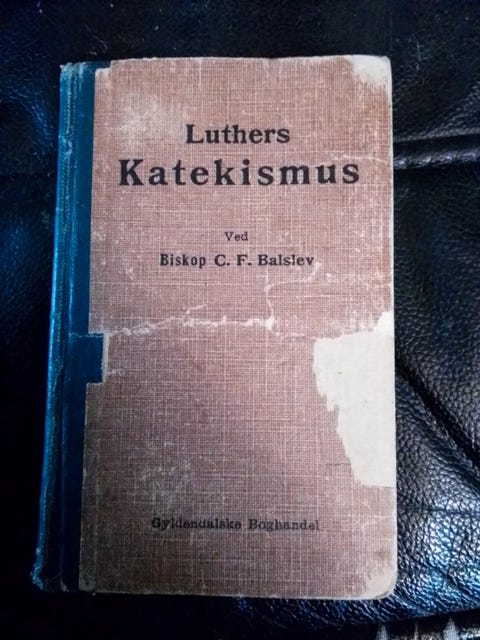 Luthers
Katekismus
Ved
Biskop C. F. Balslev
Gyldendalske Boghandel